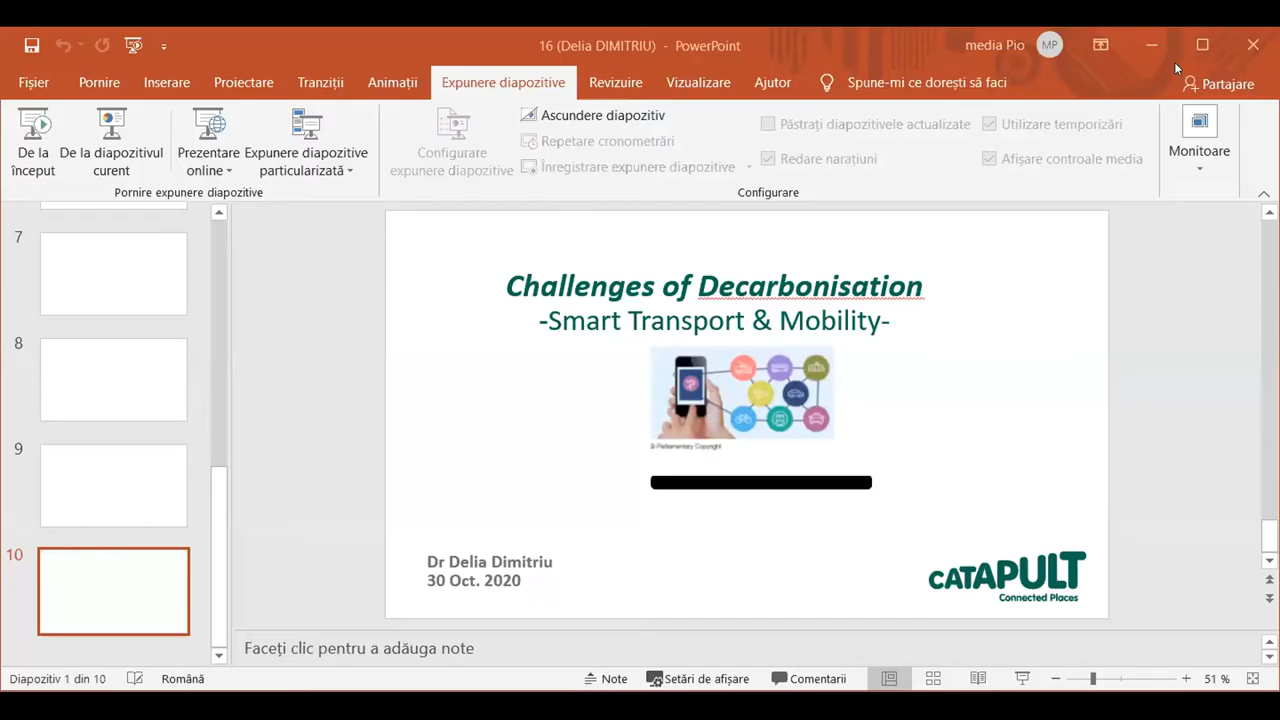 16 (Delia DIMITRIU) - PowerPoint
media Pio
MP
Fișier
Pornire
Inserare
Proiectare
Tranziții
Animații
Expunere diapozitive
Revizuire
Vizualizare
Ajutor
Spune-mi ce dorești să faci
Partajare
De la
început
De la diapozitivul
curent
Prezentare
online
Expunere diapozitive
particularizată
Pornire expunere diapozitive
Configurare
expunere diapozitive
Ascundere diapozitiv
Repetare cronometrări
Înregistrare expunere diapozitive
Păstrați diapozitivele actualizate
Redare narațiuni
Utilizare temporizări
Afișare controale media
Configurare
Monitoare
7
8
9
10
Challenges of Decarbonisation
-Smart Transport & Mobility-
© Parliamentary Copyright
Dr Delia Dimitriu
30 Oct. 2020
CATAPULT
Connected Places
Faceți clic pentru a adăuga note
Diapozitiv 1 din 10
Română
Note
Setări de afișare
Comentarii
51 %